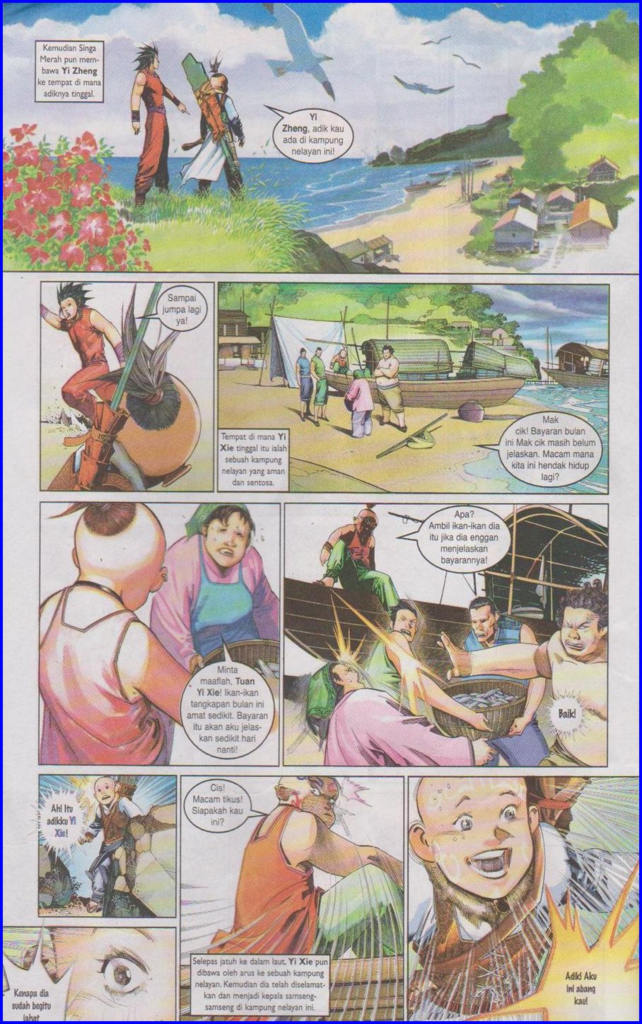 Kemudian Singa
Merah pun mem-
bawa Yi Zheng
ke tempat di mana
adiknya tinggal.
Yi
Zheng, adik kau
ada di kampung
nelayan ini!
Sampai
jumpa lagi
ya!
Tempat di mana Yi
Xie tinggal itu ialah
sebuah kampung
nelayan yang aman
dan sentosa.
Mak
cik! Bayaran bulan
ini Mak cik masih belum
jelaskan. Macam mana
kita ini hendak hidup
lagi?
Minta
maaflah, Tuan
Yi Xie! Ikan-ikan
tangkapan bulan ini
amat sedikit. Bayaran
itu akan aku jelas-
kan sedikit hari
nanti!
Apa?
Ambil ikan-ikan dia
itu jika dia enggan
menjelaskan
bayarannya!
Baik!
Ah! Itu
adikku Yi
Xie!
Cis!
Macam tikus!
Siapakah kau
ini?
Selepas jatuh ke dalam laut, Yi Xie pun
dibawa oleh arus ke sebuah kampung
nelayan. Kemudian dia telah diselamat-
kan dan menjadi kepala samseng-
samseng di kampung nelayan ini.
Adik! Aku
ini abang
kau!
Kenapa dia
sudah begitu
jahat